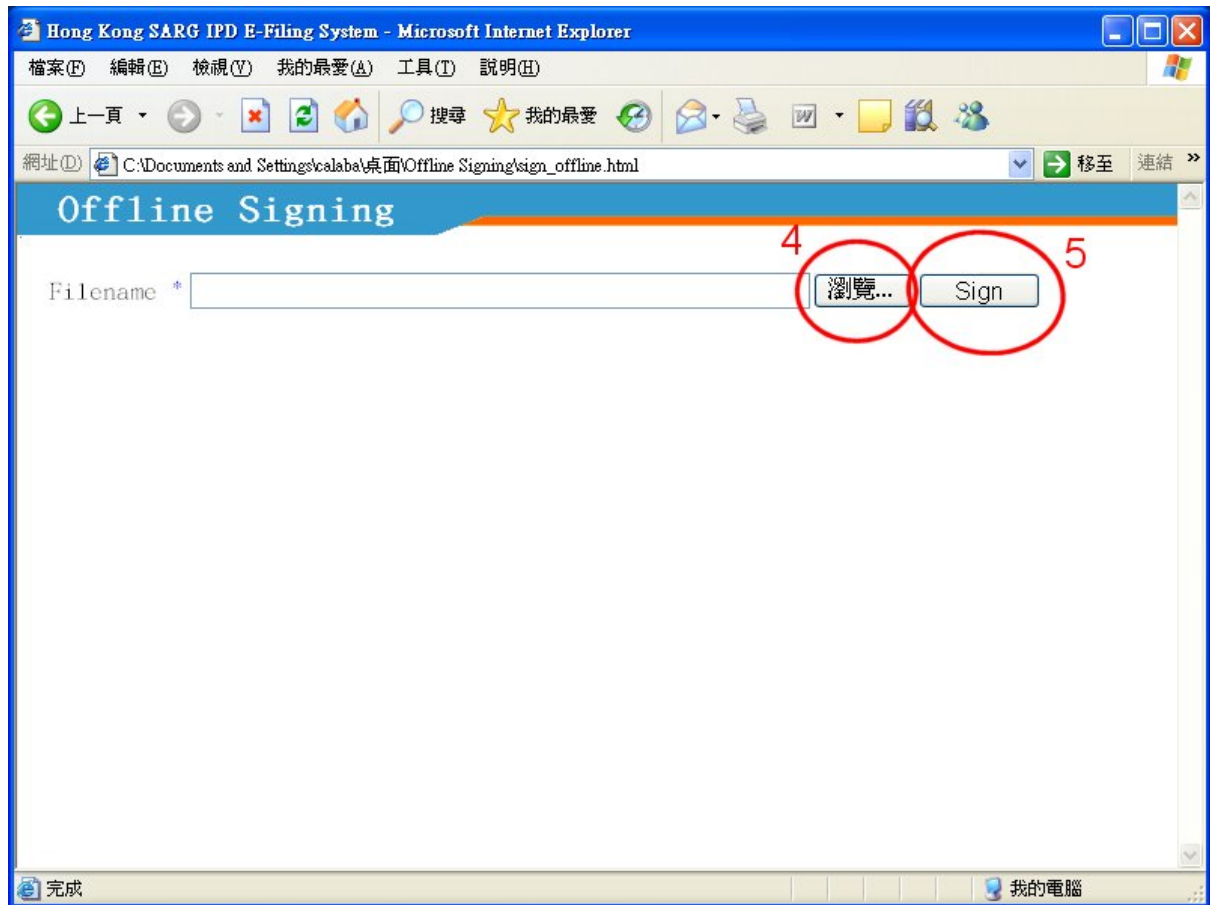 Hong Kong SARG IPD E-Filing System - Microsoft Internet Explorer
檔案(F) 編輯(E) 檢視(V) 我的最愛(A) 工具(T) 說明(H)
上一頁 搜尋 我的最愛
網址(D) C:\Documents and Settings\calaba\桌面\Offline Signing\sign_offline.html 移至 連結 »
Offline Signing
4 5
Filename * 瀏覽... Sign
完成 我的電腦